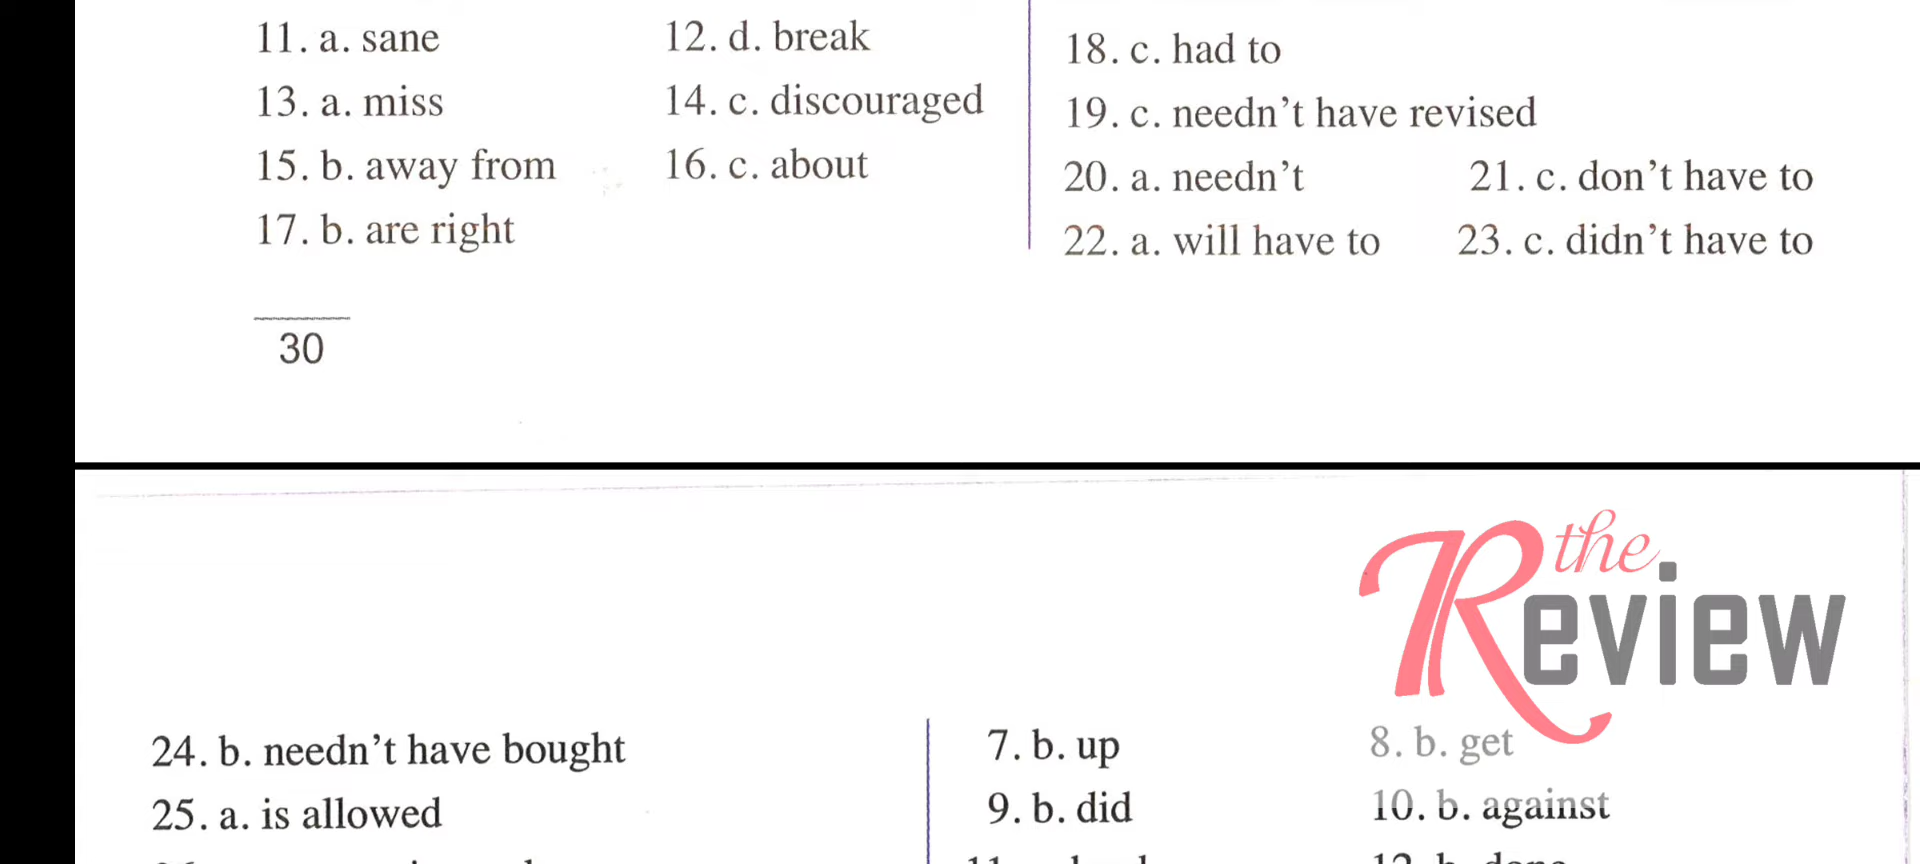 11. a. sane 12. d. break
13. a. miss 14. c. discouraged
15. b. away from 16. c. about
17. b. are right
18. c. had to
19. c. needn’t have revised
20. a. needn’t 21. c. don’t have to
22. a. will have to 23. c. didn’t have to
30
the
Review
24. b. needn’t have bought
25. a. is allowed
7. b. up 8. b. get
9. b. did 10. b. against